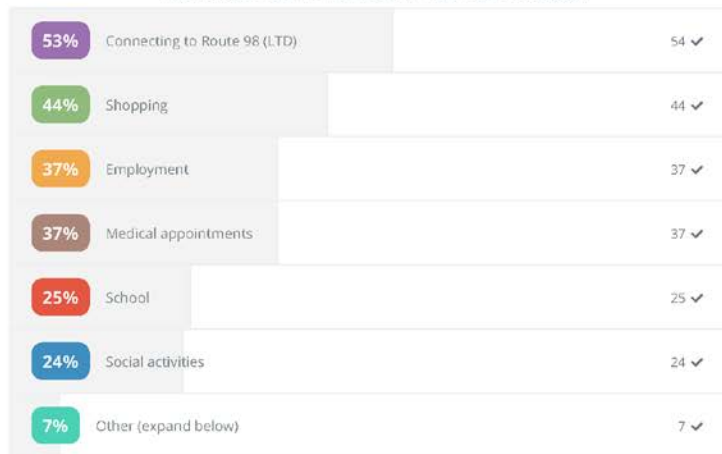 53% Connecting to Route 98 (LTD) 54 ✔
44% Shopping 44 ✔
37% Employment 37 ✔
37% Medical appointments 37 ✔
25% School 25 ✔
24% Social activities 24 ✔
7% Other (expand below) 7 ✔